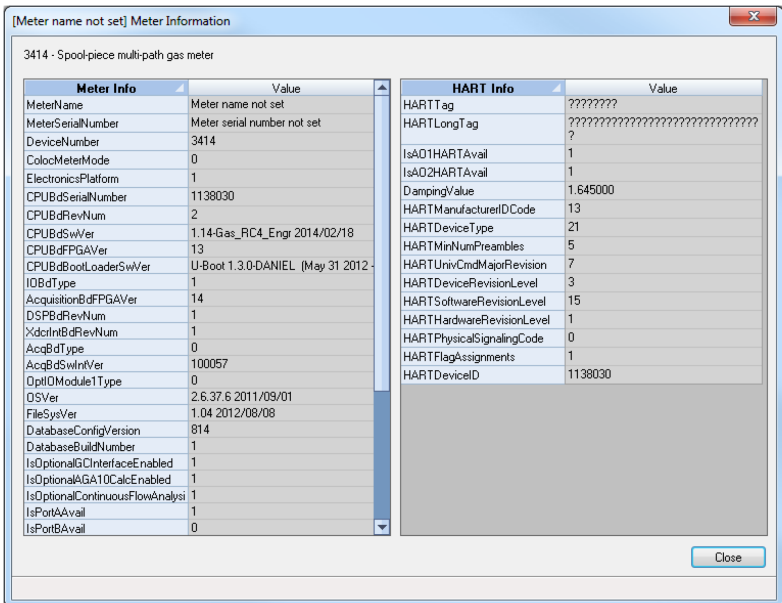 [Meter name not set] Meter Information
3414 - Spool-piece multi-path gas meter
Meter Info Value
MeterName Meter name not set
MeterSerialNumber Meter serial number not set
DeviceNumber 3414
ColocMeterMode 0
ElectronicsPlatform 1
CPUBdSerialNumber 1138030
CPUBdRevNum 2
CPUBdSwVer 1.14-Gas_RC4_Engr 2014/02/18
CPUBdFPGAVer 13
CPUBdBootLoaderSwVer U-Boot 1.3.0-DANIEL (May 31 2012 -
IOBdType 1
AcquisitionBdFPGAVer 14
DSPBdRevNum 1
XdcrIntBdRevNum 1
AcqBdType 0
AcqBdSwIntVer 100057
OptIOModule1Type 0
OSVer 2.6.37.6 2011/09/01
FileSysVer 1.04 2012/08/08
DatabaseConfigVersion 814
DatabaseBuildNumber 1
IsOptionalGCInterfaceEnabled 1
IsOptionalAGA10CalcEnabled 1
IsOptionalContinuousFlowAnalysi 1
IsPortAAvail 1
IsPortBAvail 0
HART Info Value
HARTTag ????????
HARTLongTag ????????????????????????????????
?
IsAO1HARTAvail 1
IsAO2HARTAvail 1
DampingValue 1.645000
HARTManufacturerIDCode 13
HARTDeviceType 21
HARTMinNumPreambles 5
HARTUnivCmdMajorRevision 7
HARTDeviceRevisionLevel 3
HARTSoftwareRevisionLevel 15
HARTHardwareRevisionLevel 1
HARTPhysicalSignalingCode 0
HARTFlagAssignments 1
HARTDeviceID 1138030
Close